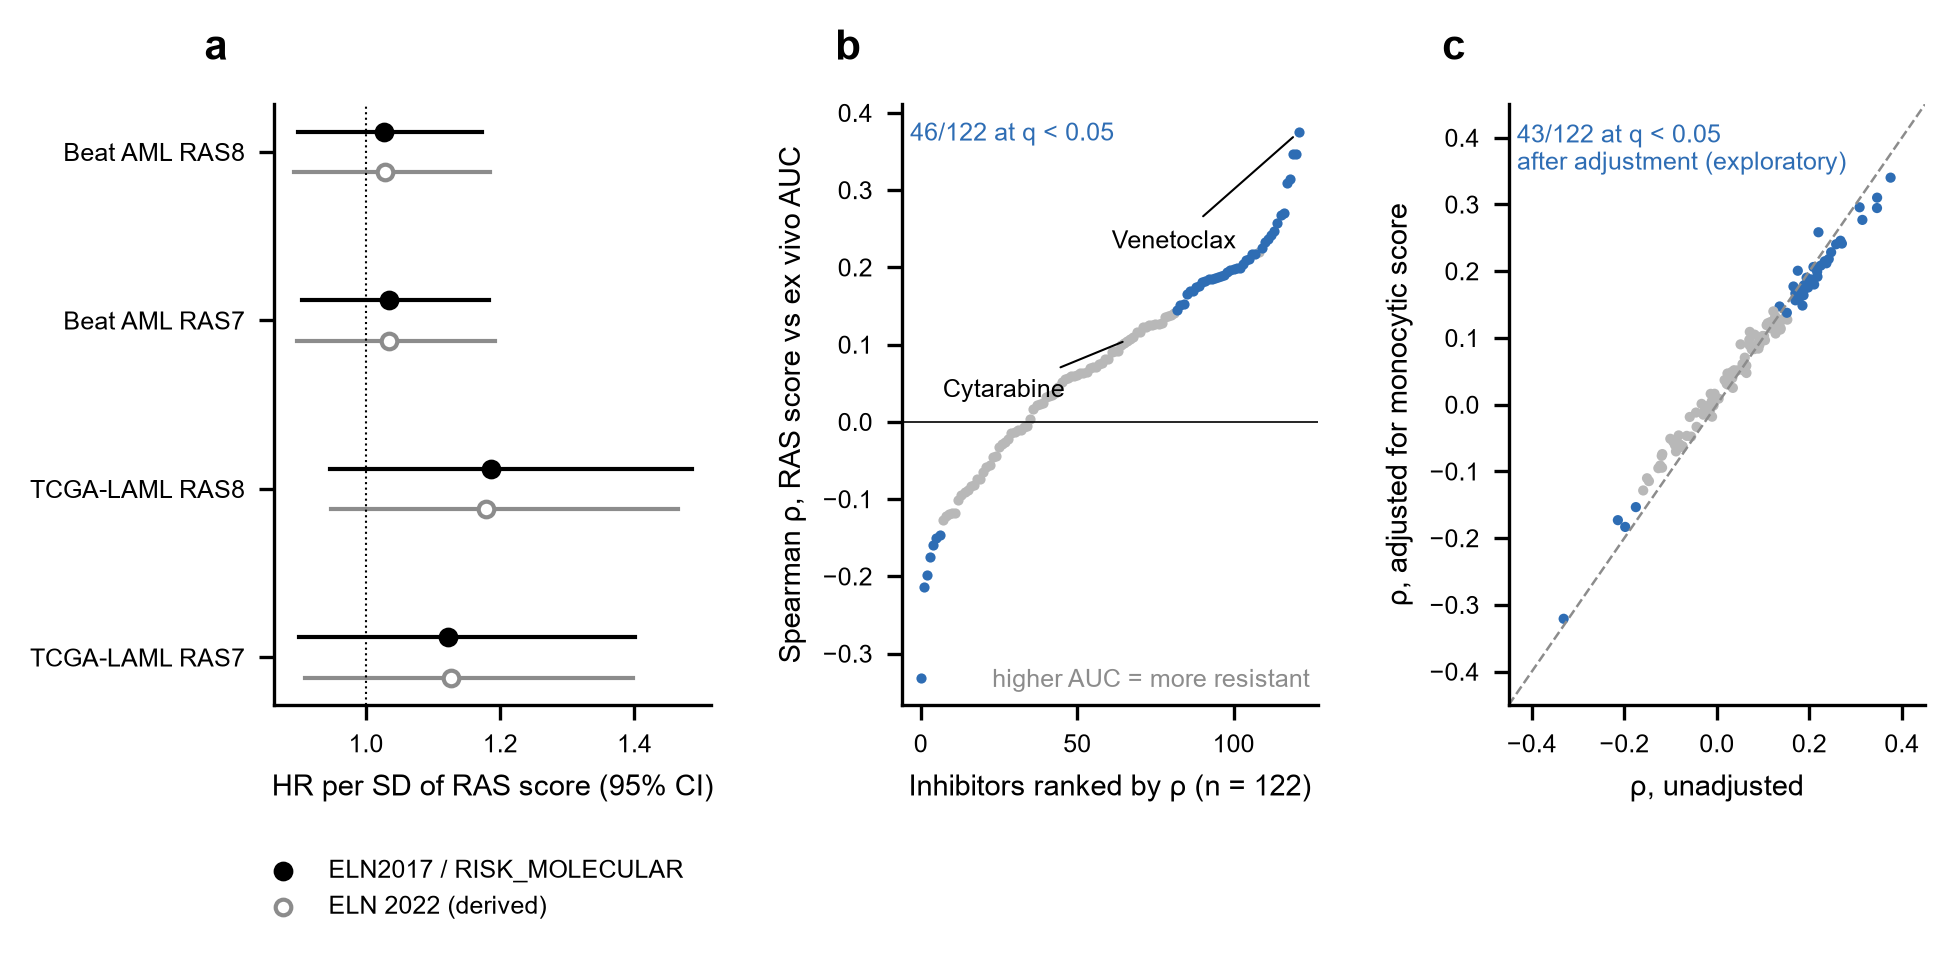 a
Beat AML RAS8
Beat AML RAS7
TCGA-LAML RAS8
TCGA-LAML RAS7
1.0
1.2
1.4
HR per SD of RAS score (95% CI)
ELN2017 / RISK_MOLECULAR
ELN 2022 (derived)
b
Spearman ρ, RAS score vs ex vivo AUC
0.4
0.3
0.2
0.1
0.0
−0.1
−0.2
−0.3
46/122 at q < 0.05
Venetoclax
Cytarabine
higher AUC = more resistant
0
50
100
Inhibitors ranked by ρ (n = 122)
c
ρ, adjusted for monocytic score
0.4
0.3
0.2
0.1
0.0
−0.1
−0.2
−0.3
−0.4
43/122 at q < 0.05
after adjustment (exploratory)
−0.4
−0.2
0.0
0.2
0.4
ρ, unadjusted